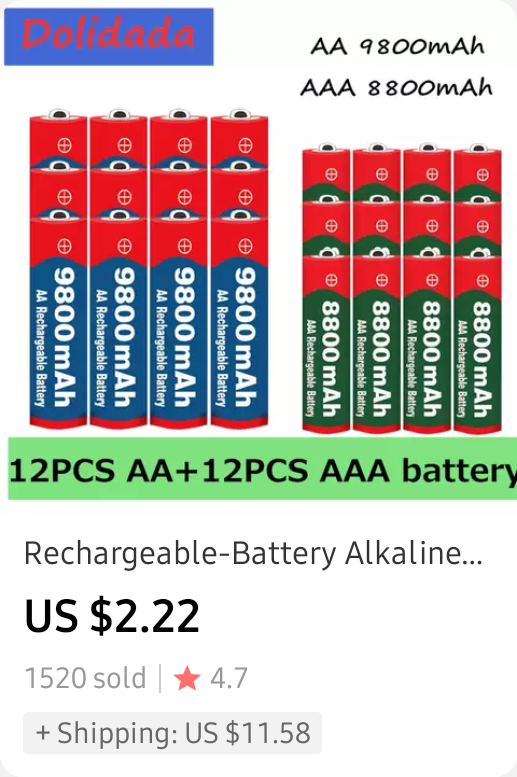 Dolidada
AA 9800mAh
AAA 8800mAh
9800mAh
AA Rechargeable Battery
9800mAh
AA Rechargeable Battery
9800mAh
AA Rechargeable Battery
9800mAh
AA Rechargeable Battery
8800mAh
AAA Rechargeable Battery
8800mAh
AAA Rechargeable Battery
8800mAh
AAA Rechargeable Battery
8800mAh
AAA Rechargeable Battery
12PCS AA+12PCS AAA battery
Rechargeable-Battery Alkaline...
US $2.22
1520 sold | ★ 4.7
+ Shipping: US $11.58